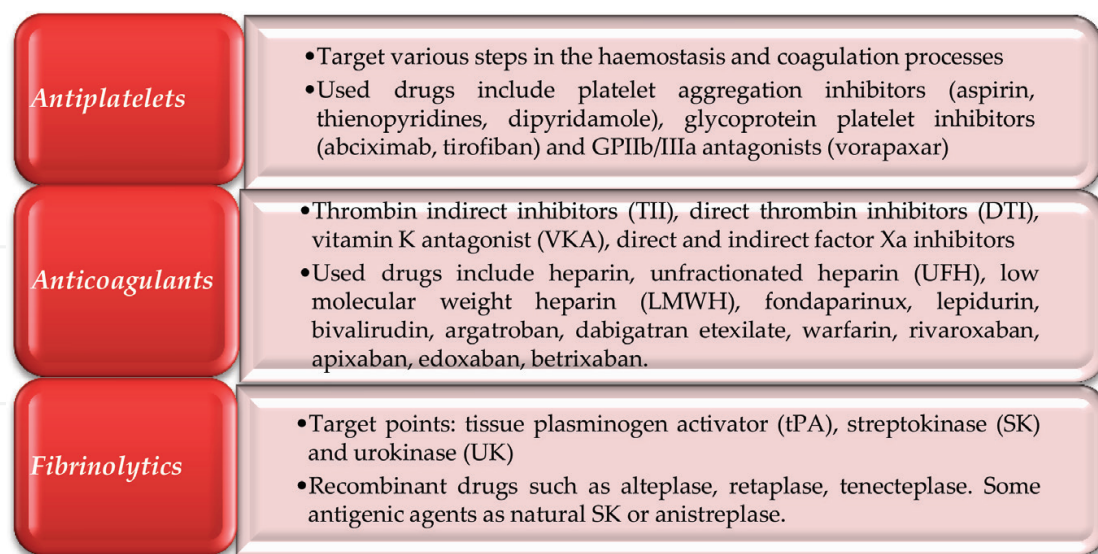 Antiplatelets
•Target various steps in the haemostasis and coagulation processes
•Used drugs include platelet aggregation inhibitors (aspirin,
thienopyridines, dipyridamole), glycoprotein platelet inhibitors
(abciximab, tirofiban) and GPIIb/IIIa antagonists (vorapaxar)
Anticoagulants
•Thrombin indirect inhibitors (TII), direct thrombin inhibitors (DTI),
vitamin K antagonist (VKA), direct and indirect factor Xa inhibitors
•Used drugs include heparin, unfractionated heparin (UFH), low
molecular weight heparin (LMWH), fondaparinux, lepidurin,
bivalirudin, argatroban, dabigatran etexilate, warfarin, rivaroxaban,
apixaban, edoxaban, betrixaban.
Fibrinolytics
•Target points: tissue plasminogen activator (tPA), streptokinase (SK)
and urokinase (UK)
•Recombinant drugs such as alteplase, retaplase, tenecteplase. Some
antigenic agents as natural SK or anistreplase.